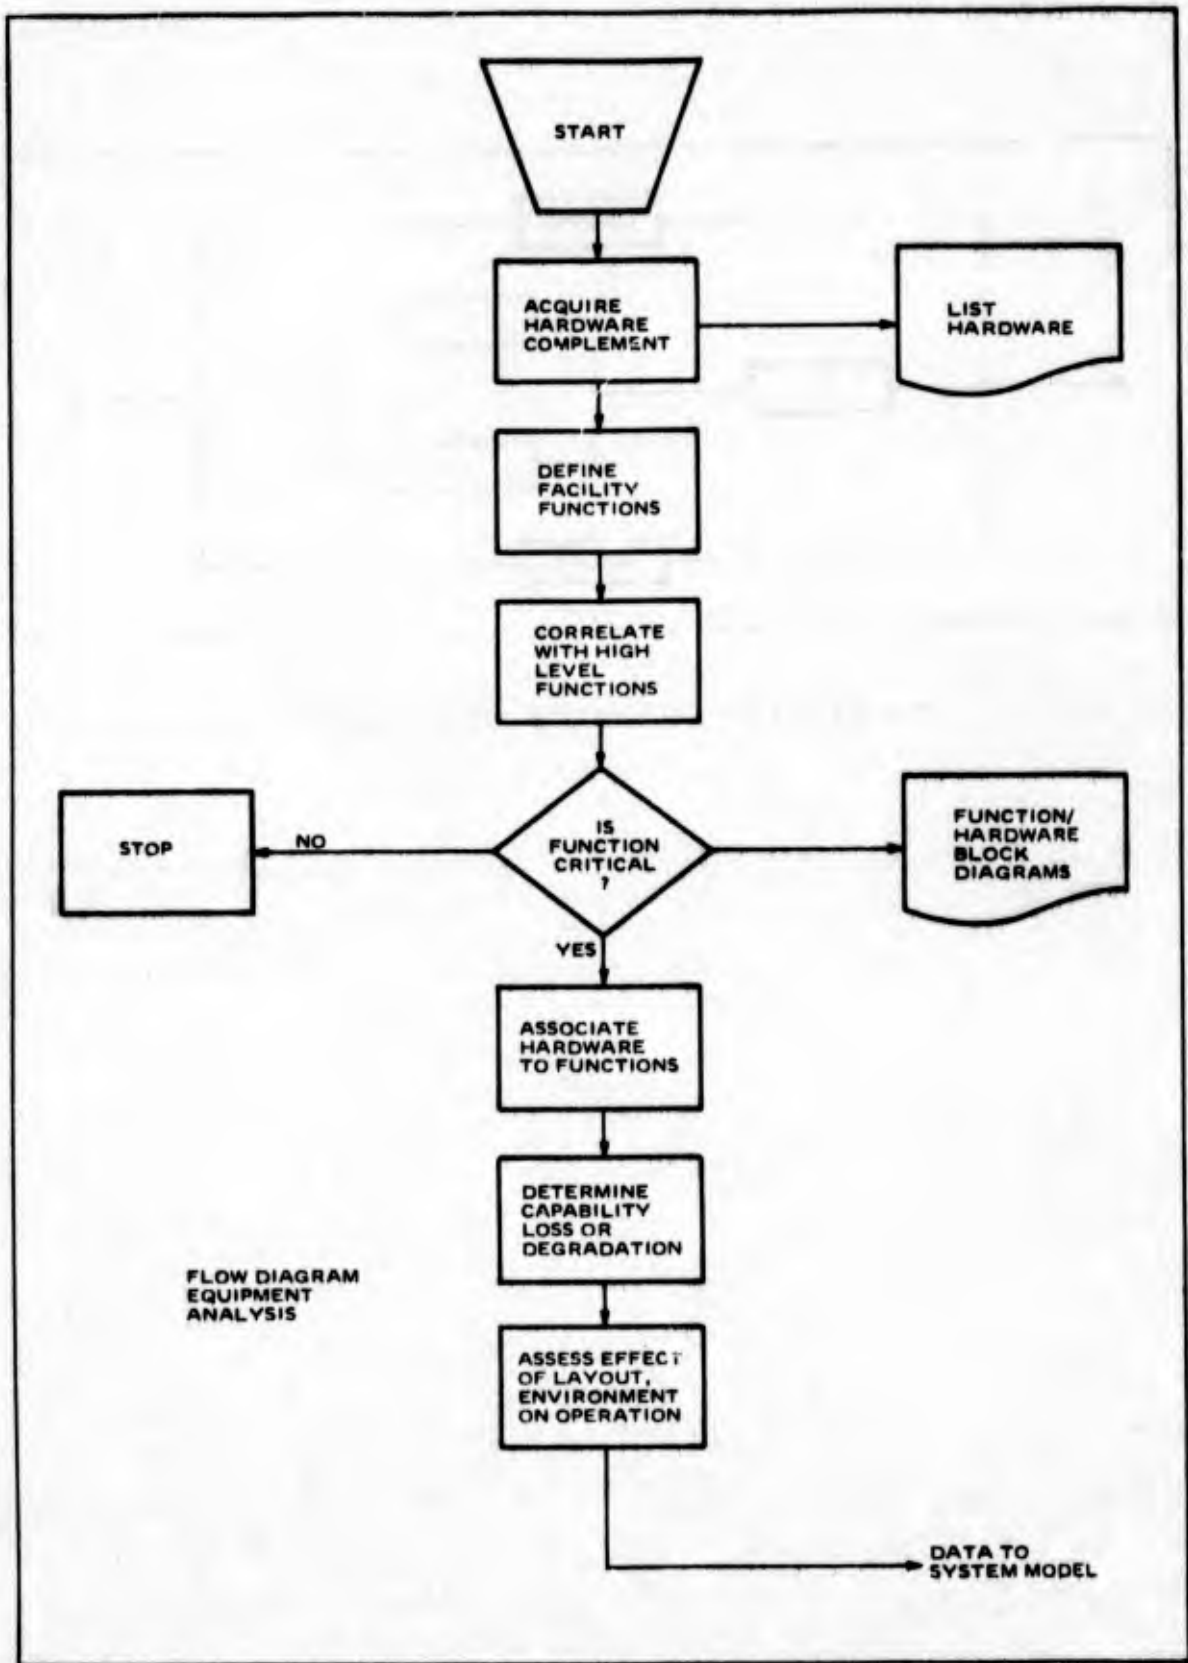 START
ACQUIRE
HARDWARE
COMPLEMENT
LIST
HARDWARE
DEFINE
FACILITY
FUNCTIONS
CORRELATE
WITH HIGH
LEVEL
FUNCTIONS
STOP
NO
IS
FUNCTION
CRITICAL
?
FUNCTION/
HARDWARE
BLOCK
DIAGRAMS
YES
ASSOCIATE
HARDWARE
TO FUNCTIONS
DETERMINE
CAPABILITY
LOSS OR
DEGRADATION
FLOW DIAGRAM
EQUIPMENT
ANALYSIS
ASSESS EFFECT
OF LAYOUT,
ENVIRONMENT
ON OPERATION
DATA TO
SYSTEM MODEL